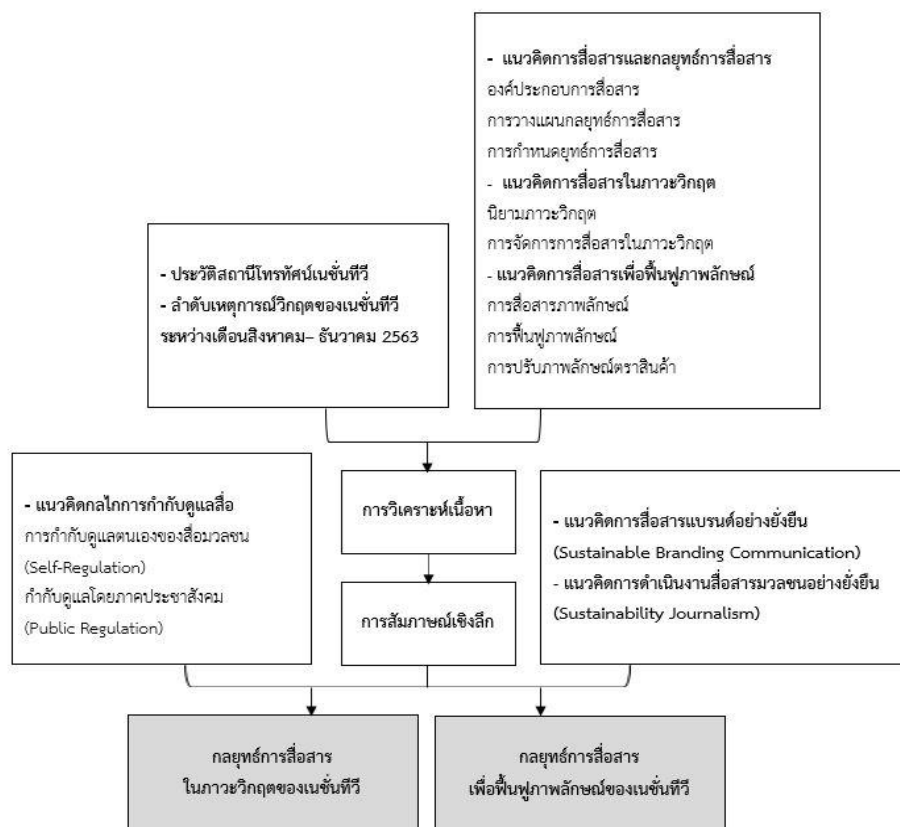 - แนวคิดการสื่อสารและกลยุทธ์การสื่อสาร
องค์ประกอบการสื่อสาร
การวางแผนกลยุทธ์การสื่อสาร
การกำหนดยุทธ์การสื่อสาร
- แนวคิดการสื่อสารในภาวะวิกฤต
นิยามภาวะวิกฤต
การจัดการการสื่อสารในภาวะวิกฤต
- แนวคิดการสื่อสารเพื่อฟื้นฟูภาพลักษณ์
การสื่อสารภาพลักษณ์
การฟื้นฟูภาพลักษณ์
การปรับภาพลักษณ์ตราสินค้า
- ประวัติสถานีโทรทัศน์เนชั่นทีวี
- ลำดับเหตุการณ์วิกฤตของเนชั่นทีวี
ระหว่างเดือนสิงหาคม– ธันวาคม 2563
- แนวคิดกลไกการกำกับดูแลสื่อ
การกำกับดูแลตนเองของสื่อมวลชน
(Self-Regulation)
กำกับดูแลโดยภาคประชาสังคม
(Public Regulation)
การวิเคราะห์เนื้อหา
การสัมภาษณ์เชิงลึก
- แนวคิดการสื่อสารแบรนด์อย่างยั่งยืน
(Sustainable Branding Communication)
- แนวคิดการดำเนินงานสื่อสารมวลชนอย่างยั่งยืน
(Sustainability Journalism)
กลยุทธ์การสื่อสาร
ในภาวะวิกฤตของเนชั่นทีวี
กลยุทธ์การสื่อสาร
เพื่อฟื้นฟูภาพลักษณ์ของเนชั่นทีวี